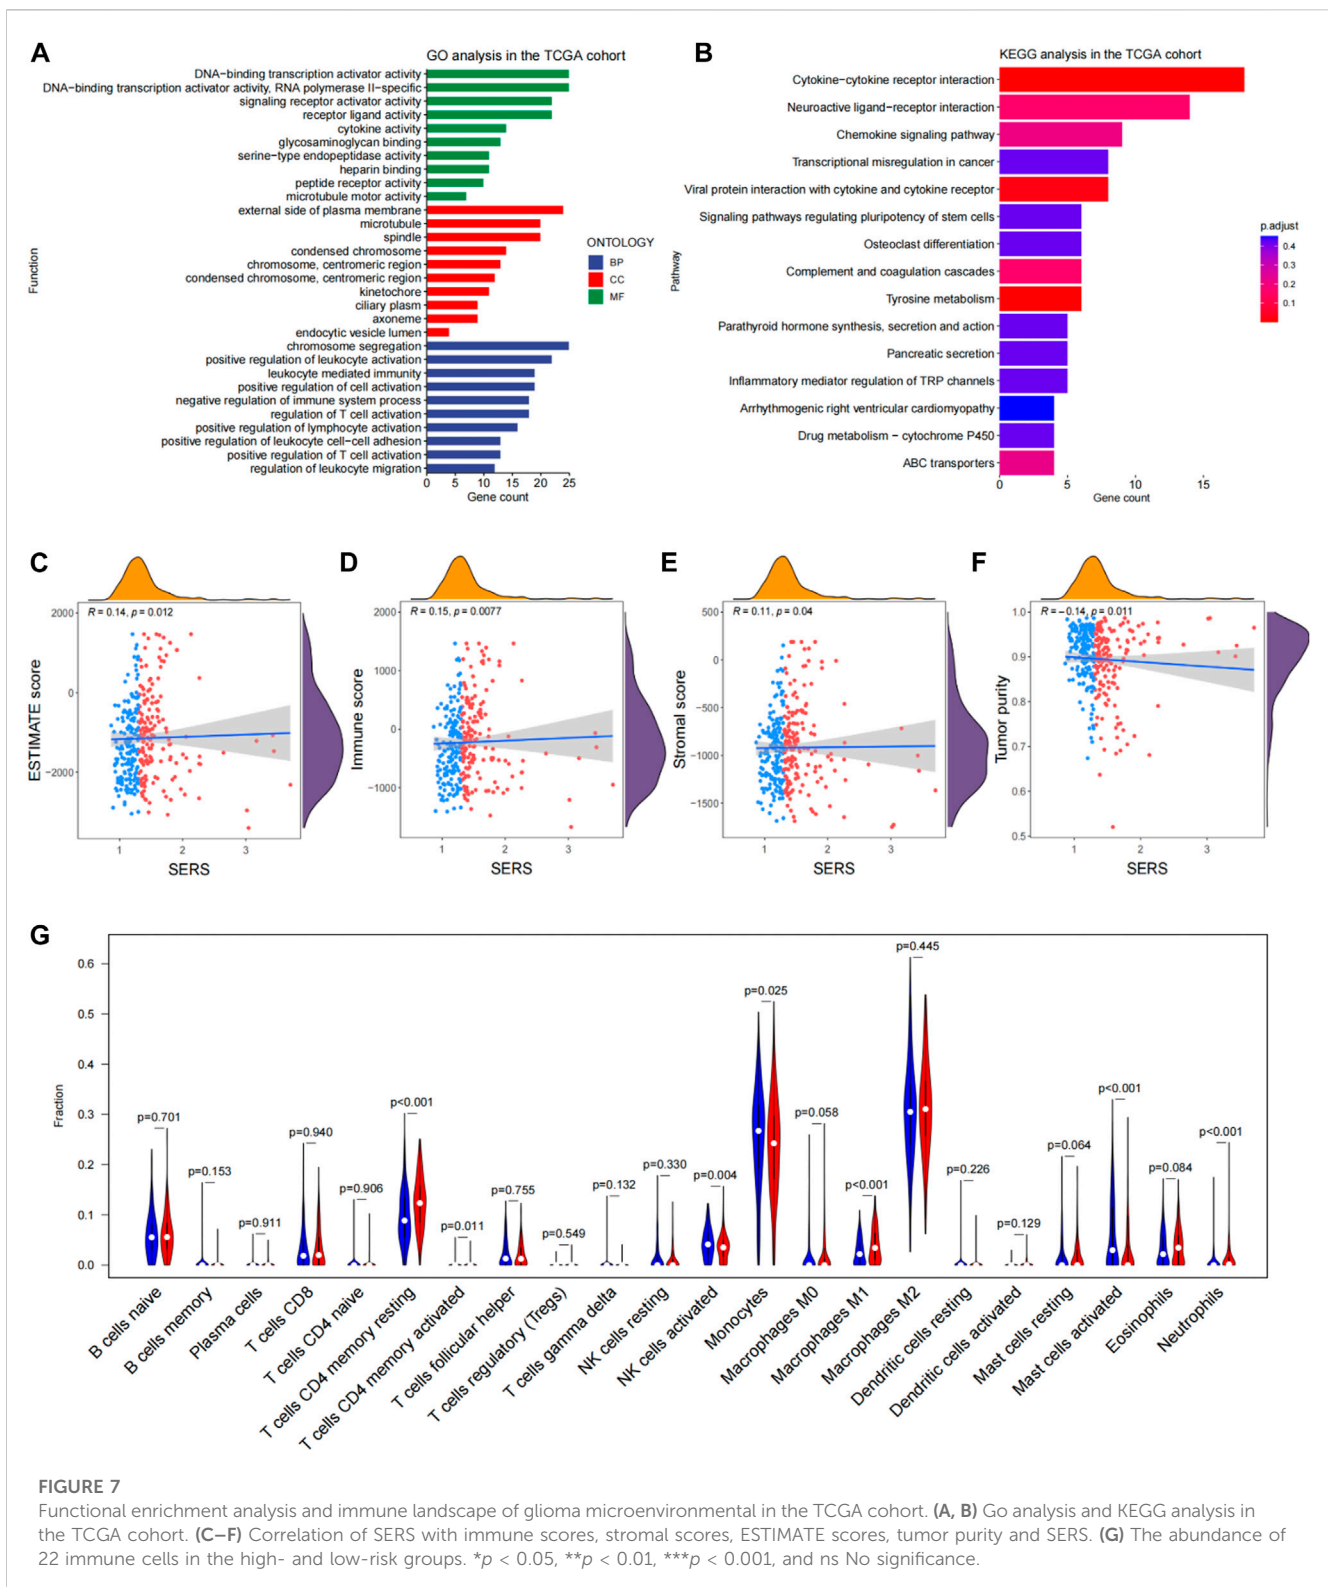 A
GO analysis in the TCGA cohort
Function
DNA−binding transcription activator activity
DNA−binding transcription activator activity, RNA polymerase II−specific
signaling receptor activator activity
receptor ligand activity
cytokine activity
glycosaminoglycan binding
serine−type endopeptidase activity
heparin binding
peptide receptor activity
microtubule motor activity
external side of plasma membrane
microtubule
spindle
condensed chromosome
chromosome, centromeric region
condensed chromosome, centromeric region
kinetochore
ciliary plasm
axoneme
endocytic vesicle lumen
chromosome segregation
positive regulation of leukocyte activation
leukocyte mediated immunity
positive regulation of cell activation
negative regulation of immune system process
regulation of T cell activation
positive regulation of lymphocyte activation
positive regulation of leukocyte cell−cell adhesion
positive regulation of T cell activation
regulation of leukocyte migration
0 5 10 15 20 25
Gene count
ONTOLOGY
BP
CC
MF
B
KEGG analysis in the TCGA cohort
Pathway
Cytokine−cytokine receptor interaction
Neuroactive ligand−receptor interaction
Chemokine signaling pathway
Transcriptional misregulation in cancer
Viral protein interaction with cytokine and cytokine receptor
Signaling pathways regulating pluripotency of stem cells
Osteoclast differentiation
Complement and coagulation cascades
Tyrosine metabolism
Parathyroid hormone synthesis, secretion and action
Pancreatic secretion
Inflammatory mediator regulation of TRP channels
Arrhythmogenic right ventricular cardiomyopathy
Drug metabolism − cytochrome P450
ABC transporters
0 5 10 15
Gene count
p.adjust
0.4
0.3
0.2
0.1
C
R = 0.14, p = 0.012
ESTIMATE score
2000
0
−2000
1 2 3
SERS
D
R = 0.15, p = 0.0077
Immune score
2000
1000
0
−1000
1 2 3
SERS
E
R = 0.11, p = 0.04
Stromal score
500
0
−500
−1000
−1500
1 2 3
SERS
F
R = −0.14, p = 0.011
Tumor purity
1.0
0.9
0.8
0.7
0.6
0.5
1 2 3
SERS
G
Fraction
0.6
0.5
0.4
0.3
0.2
0.1
0.0
p=0.701
p=0.153
p=0.911
p=0.940
p=0.906
p<0.001
p=0.011
p=0.755
p=0.549
p=0.132
p=0.330
p=0.004
p=0.025
p=0.058
p<0.001
p=0.445
p=0.226
p=0.129
p=0.064
p<0.001
p=0.084
p<0.001
B cells naive
B cells memory
Plasma cells
T cells CD8
T cells CD4 naive
T cells CD4 memory resting
T cells CD4 memory activated
T cells follicular helper
T cells regulatory (Tregs)
T cells gamma delta
NK cells resting
NK cells activated
Monocytes
Macrophages M0
Macrophages M1
Macrophages M2
Dendritic cells resting
Dendritic cells activated
Mast cells resting
Mast cells activated
Eosinophils
Neutrophils
FIGURE 7
Functional enrichment analysis and immune landscape of glioma microenvironmental in the TCGA cohort. (A, B) Go analysis and KEGG analysis in
the TCGA cohort. (C–F) Correlation of SERS with immune scores, stromal scores, ESTIMATE scores, tumor purity and SERS. (G) The abundance of
22 immune cells in the high- and low-risk groups. *p < 0.05, **p < 0.01, ***p < 0.001, and ns No significance.